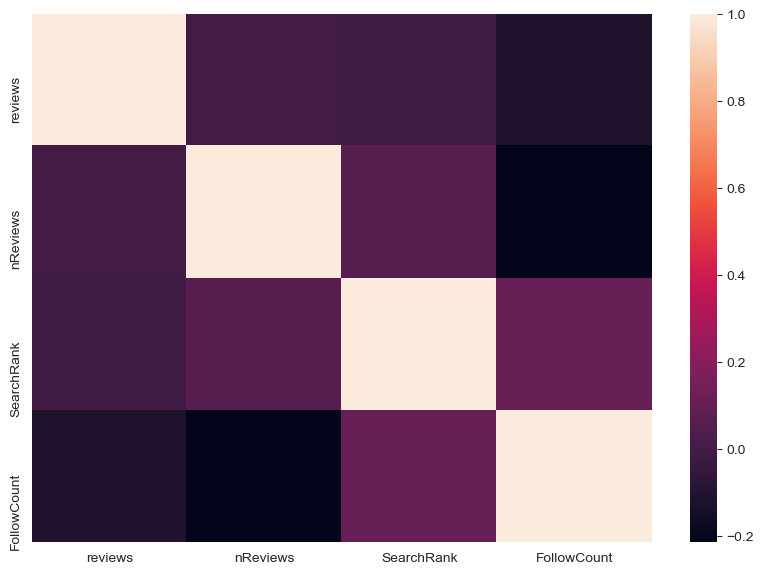 reviews
nReviews
SearchRank
FollowCount
reviews
nReviews
SearchRank
FollowCount
1.0
0.8
0.6
0.4
0.2
0.0
−0.2